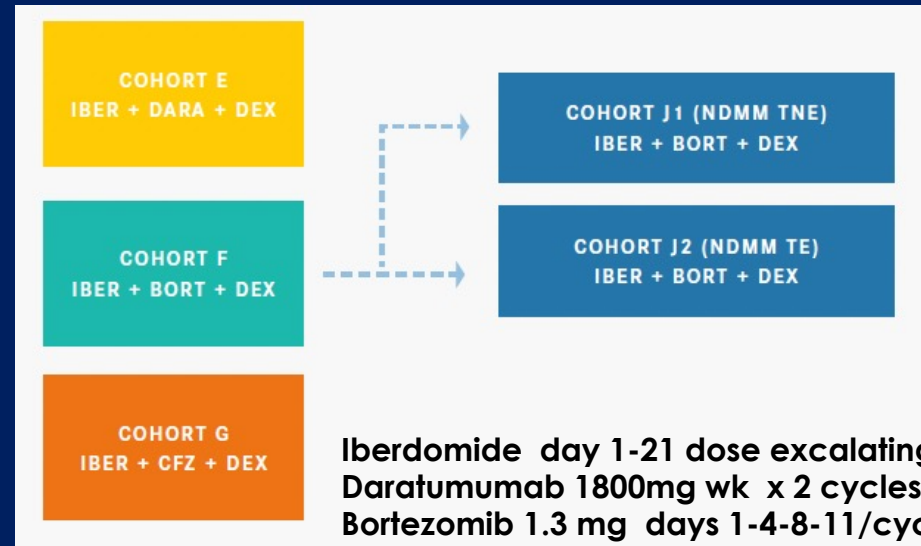 COHORT E
IBER + DARA + DEX
COHORT F
IBER + BORT + DEX
COHORT G
IBER + CFZ + DEX
COHORT J1 (NDMM TNE)
IBER + BORT + DEX
COHORT J2 (NDMM TE)
IBER + BORT + DEX
Iberdomide day 1-21 dose excalating
Daratumumab 1800mg wk x 2 cycles
Bortezomib 1.3 mg days 1-4-8-11/cyc